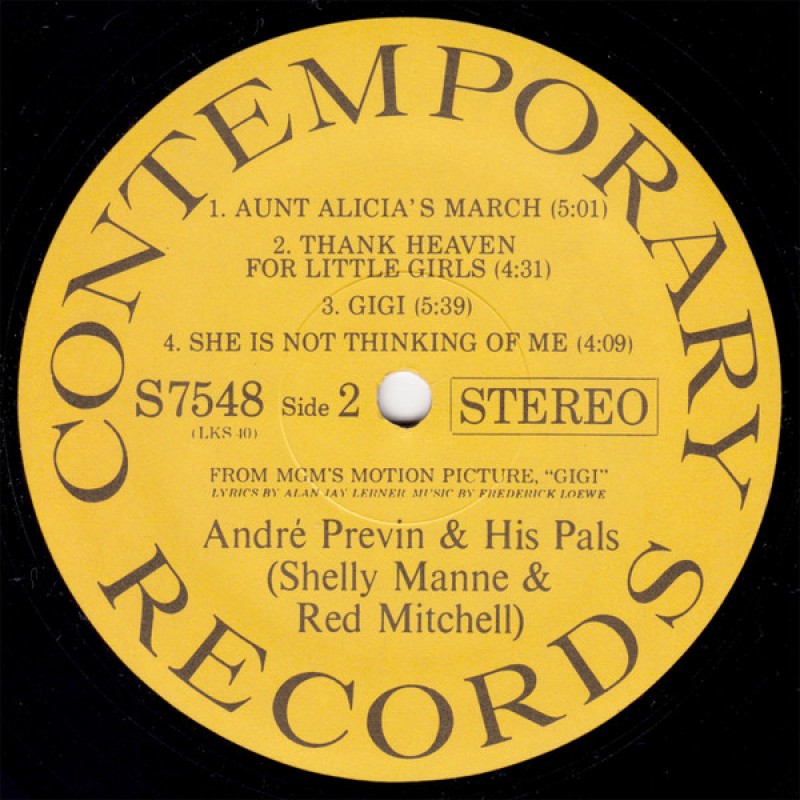 CONTEMPORARY
1. AUNT ALICIA'S MARCH (5:01)
2. THANK HEAVEN
FOR LITTLE GIRLS (4:31)
3. GIGI (5:39)
4. SHE IS NOT THINKING OF ME (4:09)
S7548 Side 2 STEREO
(LKS 40)
FROM MGM'S MOTION PICTURE, "GIGI"
LYRICS BY ALAN JAY LERNER MUSIC BY FREDERICK LOEWE
André Previn & His Pals
(Shelly Manne &
Red Mitchell)
RECORDS